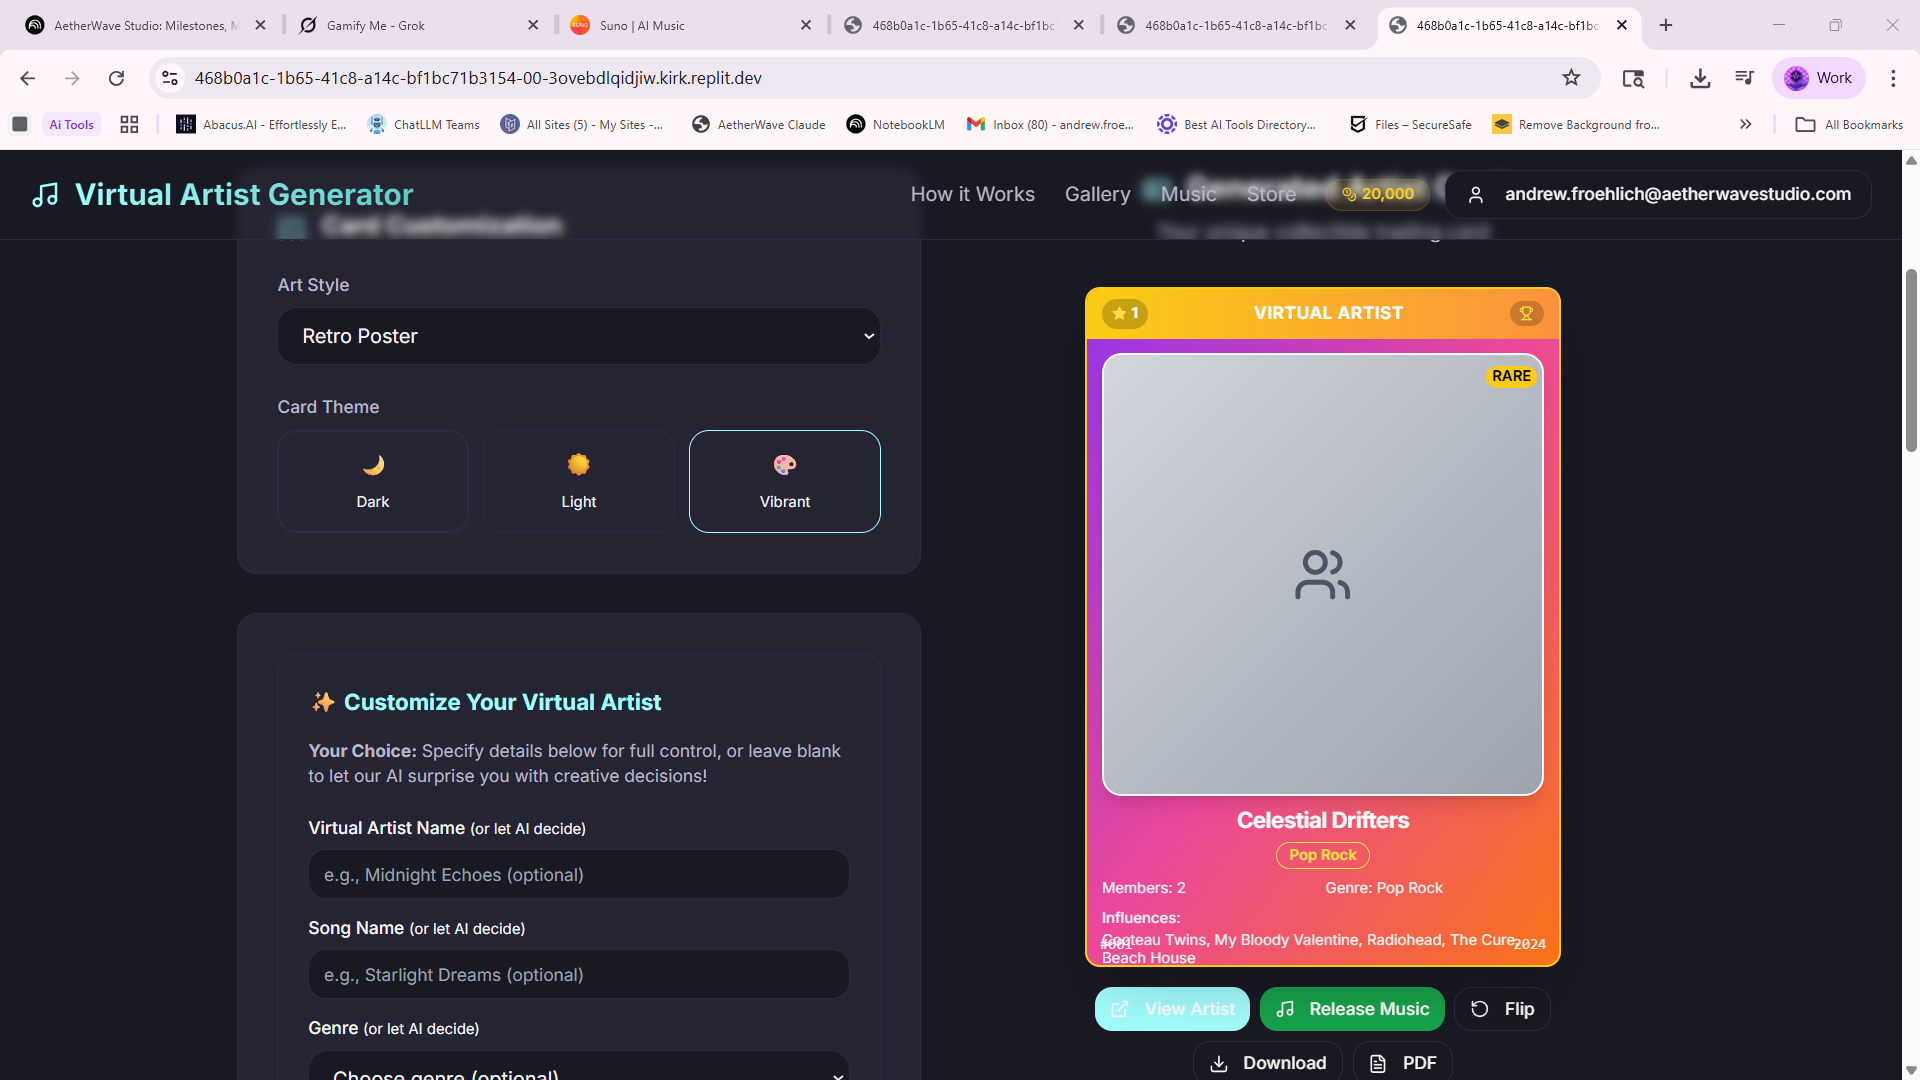 AetherWave Studio: Milestones, M
Gamify Me - Grok
Suno | AI Music
468b0a1c-1b65-41c8-a14c-bf1bc7
468b0a1c-1b65-41c8-a14c-bf1bc
468b0a1c-1b65-41c8-a14c-bf1bc
468b0a1c-1b65-41c8-a14c-bf1bc71b3154-00-3ovebdlqidjiw.kirk.replit.dev
Work
Ai Tools
Abacus.AI - Effortlessly E...
ChatLLM Teams
All Sites (5) - My Sites -...
AetherWave Claude
NotebookLM
Inbox (80) - andrew.froe...
Best AI Tools Directory...
Files – SecureSafe
Remove Background fro...
All Bookmarks
Virtual Artist Generator
How it Works
Gallery
Music
Store
20,000
andrew.froehlich@aetherwavestudio.com
Card Customization
Your unique collectible trading card
Art Style
Retro Poster
Card Theme
Dark
Light
Vibrant
✨ Customize Your Virtual Artist
Your Choice: Specify details below for full control, or leave blank
to let our AI surprise you with creative decisions!
Virtual Artist Name (or let AI decide)
e.g., Midnight Echoes (optional)
Song Name (or let AI decide)
e.g., Starlight Dreams (optional)
Genre (or let AI decide)
Choose genre (optional)
1
VIRTUAL ARTIST
RARE
Celestial Drifters
Pop Rock
Members: 2
Genre: Pop Rock
Influences:
Cocteau Twins, My Bloody Valentine, Radiohead, The Cure,
Beach House
#001
2024
View Artist
Release Music
Flip
Download
PDF